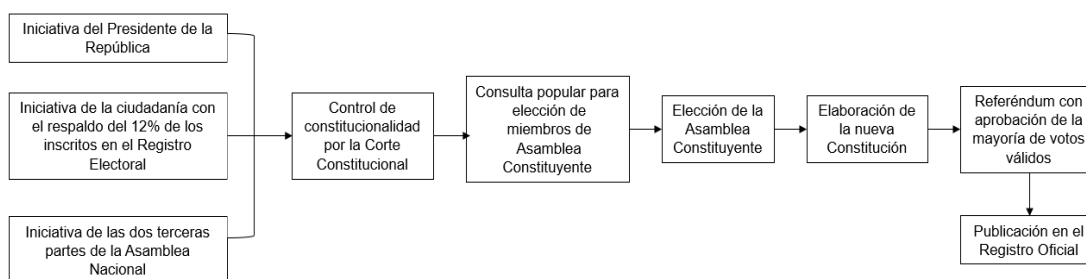 Iniciativa del Presidente de la
República
Iniciativa de la ciudadanía con
el respaldo del 12% de los
inscritos en el Registro
Electoral
Iniciativa de las dos terceras
partes de la Asamblea
Nacional
Control de
constitucionalidad
por la Corte
Constitucional
Consulta popular para
elección de
miembros de
Asamblea
Constituyente
Elección de la
Asamblea
Constituyente
Elaboración de
la nueva
Constitución
Referéndum con
aprobación de la
mayoría de votos
válidos
Publicación en el
Registro Oficial